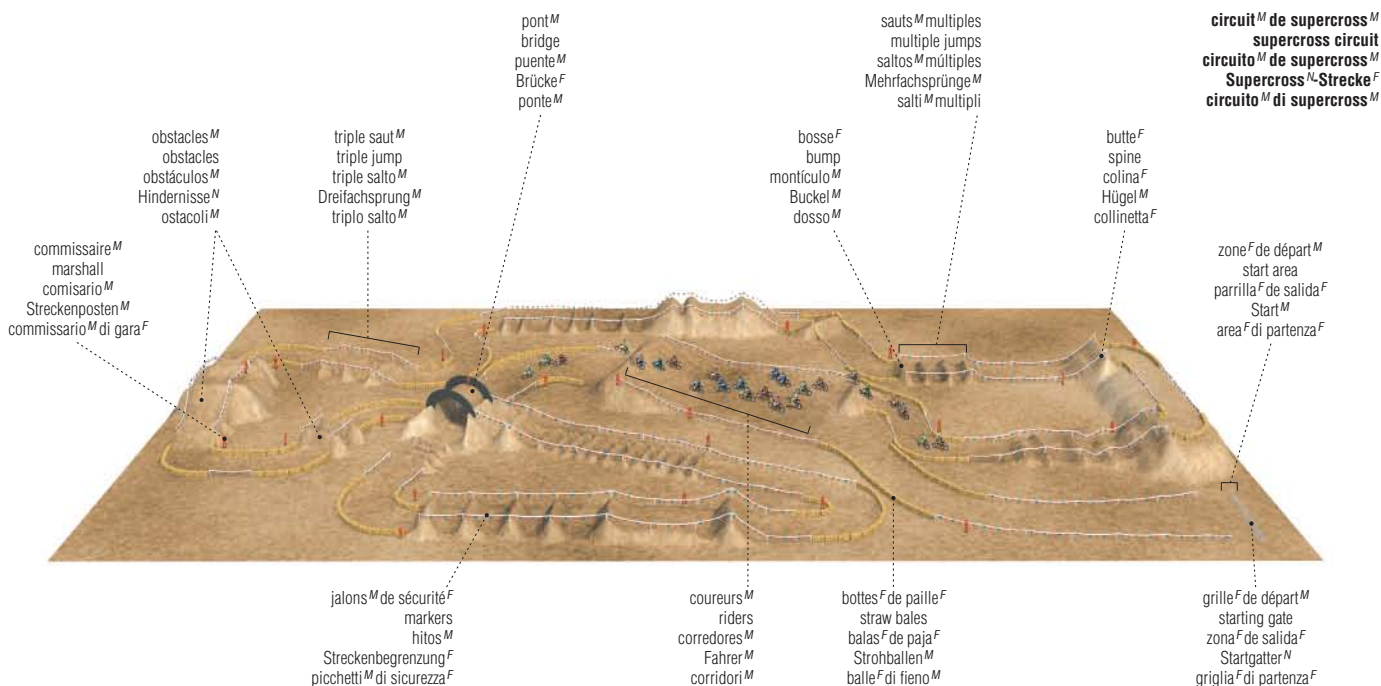 pontᴹ
bridge
puenteᴹ
Brückeꟳ
ponteᴹ
sautsᴹ multiples
multiple jumps
saltosᴹ múltiples
Mehrfachsprüngeᴹ
saltiᴹ multipli
circuitᴹ de supercrossᴹ
supercross circuit
circuitoᴹ de supercrossᴹ
Supercrossᴺ-Streckeꟳ
circuitoᴹ di supercrossᴹ
obstaclesᴹ
obstacles
obstáculosᴹ
Hindernisseᴺ
ostacoliᴹ
triple sautᴹ
triple jump
triple saltoᴹ
Dreifachsprungᴹ
triplo saltoᴹ
bosseꟳ
bump
montículoᴹ
Buckelᴹ
dossoᴹ
butteꟳ
spine
colinaꟳ
Hügelᴹ
collinettaꟳ
commissaireᴹ
marshall
comisarioᴹ
Streckenpostenᴹ
commissarioᴹ di garaꟳ
zoneꟳ de départᴹ
start area
parrillaꟳ de salidaꟳ
Startᴹ
areaꟳ di partenzaꟳ
jalonsᴹ de sécuritéꟳ
markers
hitosᴹ
Streckenbegrenzungꟳ
picchettiᴹ di sicurezzaꟳ
coureursᴹ
riders
corredoresᴹ
Fahrerᴹ
corridoriᴹ
bottesꟳ de pailleꟳ
straw bales
balasꟳ de pajaꟳ
Strohballenᴹ
balleꟳ di fienoᴹ
grilleꟳ de départᴹ
starting gate
zonaꟳ de salidaꟳ
Startgatterᴺ
grigliaꟳ di partenzaꟳ